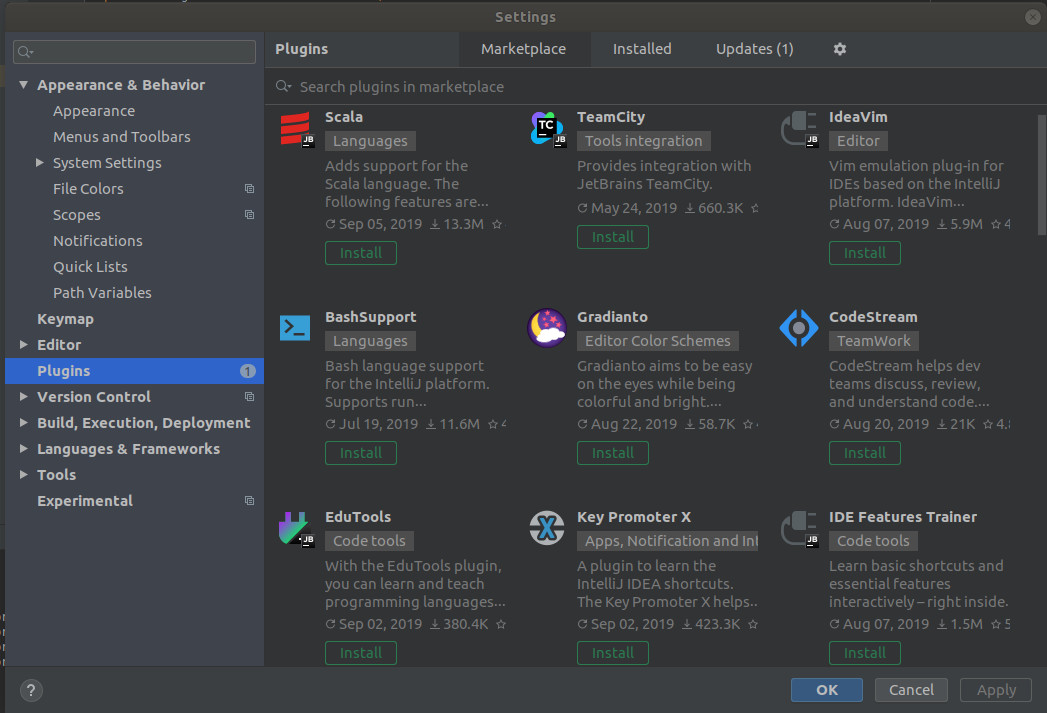 Settings
Appearance & Behavior
Appearance
Menus and Toolbars
System Settings
File Colors
Scopes
Notifications
Quick Lists
Path Variables
Keymap
Editor
Plugins 1
Version Control
Build, Execution, Deployment
Languages & Frameworks
Tools
Experimental
Plugins Marketplace Installed Updates (1)
Search plugins in marketplace
JB
Scala
Languages
Adds support for the
Scala language. The
following features are...
Sep 05, 2019 13.3M
Install
TC
JB
TeamCity
Tools integration
Provides integration with
JetBrains TeamCity.
May 24, 2019 660.3K
Install
JB
IdeaVim
Editor
Vim emulation plug-in for
IDEs based on the IntelliJ
platform. IdeaVim...
Aug 07, 2019 5.9M 4
Install
BashSupport
Languages
Bash language support
for the IntelliJ platform.
Supports run...
Jul 19, 2019 11.6M
Install
Gradianto
Editor Color Schemes
Gradianto aims to be easy
on the eyes while being
colorful and bright....
Aug 22, 2019 58.7K
Install
CodeStream
TeamWork
CodeStream helps dev
teams discuss, review,
and understand code....
Aug 20, 2019 21K 4.
Install
JB
EduTools
Code tools
With the EduTools plugin,
you can learn and teach
programming languages...
Sep 02, 2019 380.4K
Install
X
Key Promoter X
Apps, Notification and Int
A plugin to learn the
IntelliJ IDEA shortcuts.
The Key Promoter X helps..
Sep 02, 2019 423.3K
Install
JB
IDE Features Trainer
Code tools
Learn basic shortcuts and
essential features
interactively – right inside.
Aug 07, 2019 1.5M 5
Install
? OK Cancel Apply